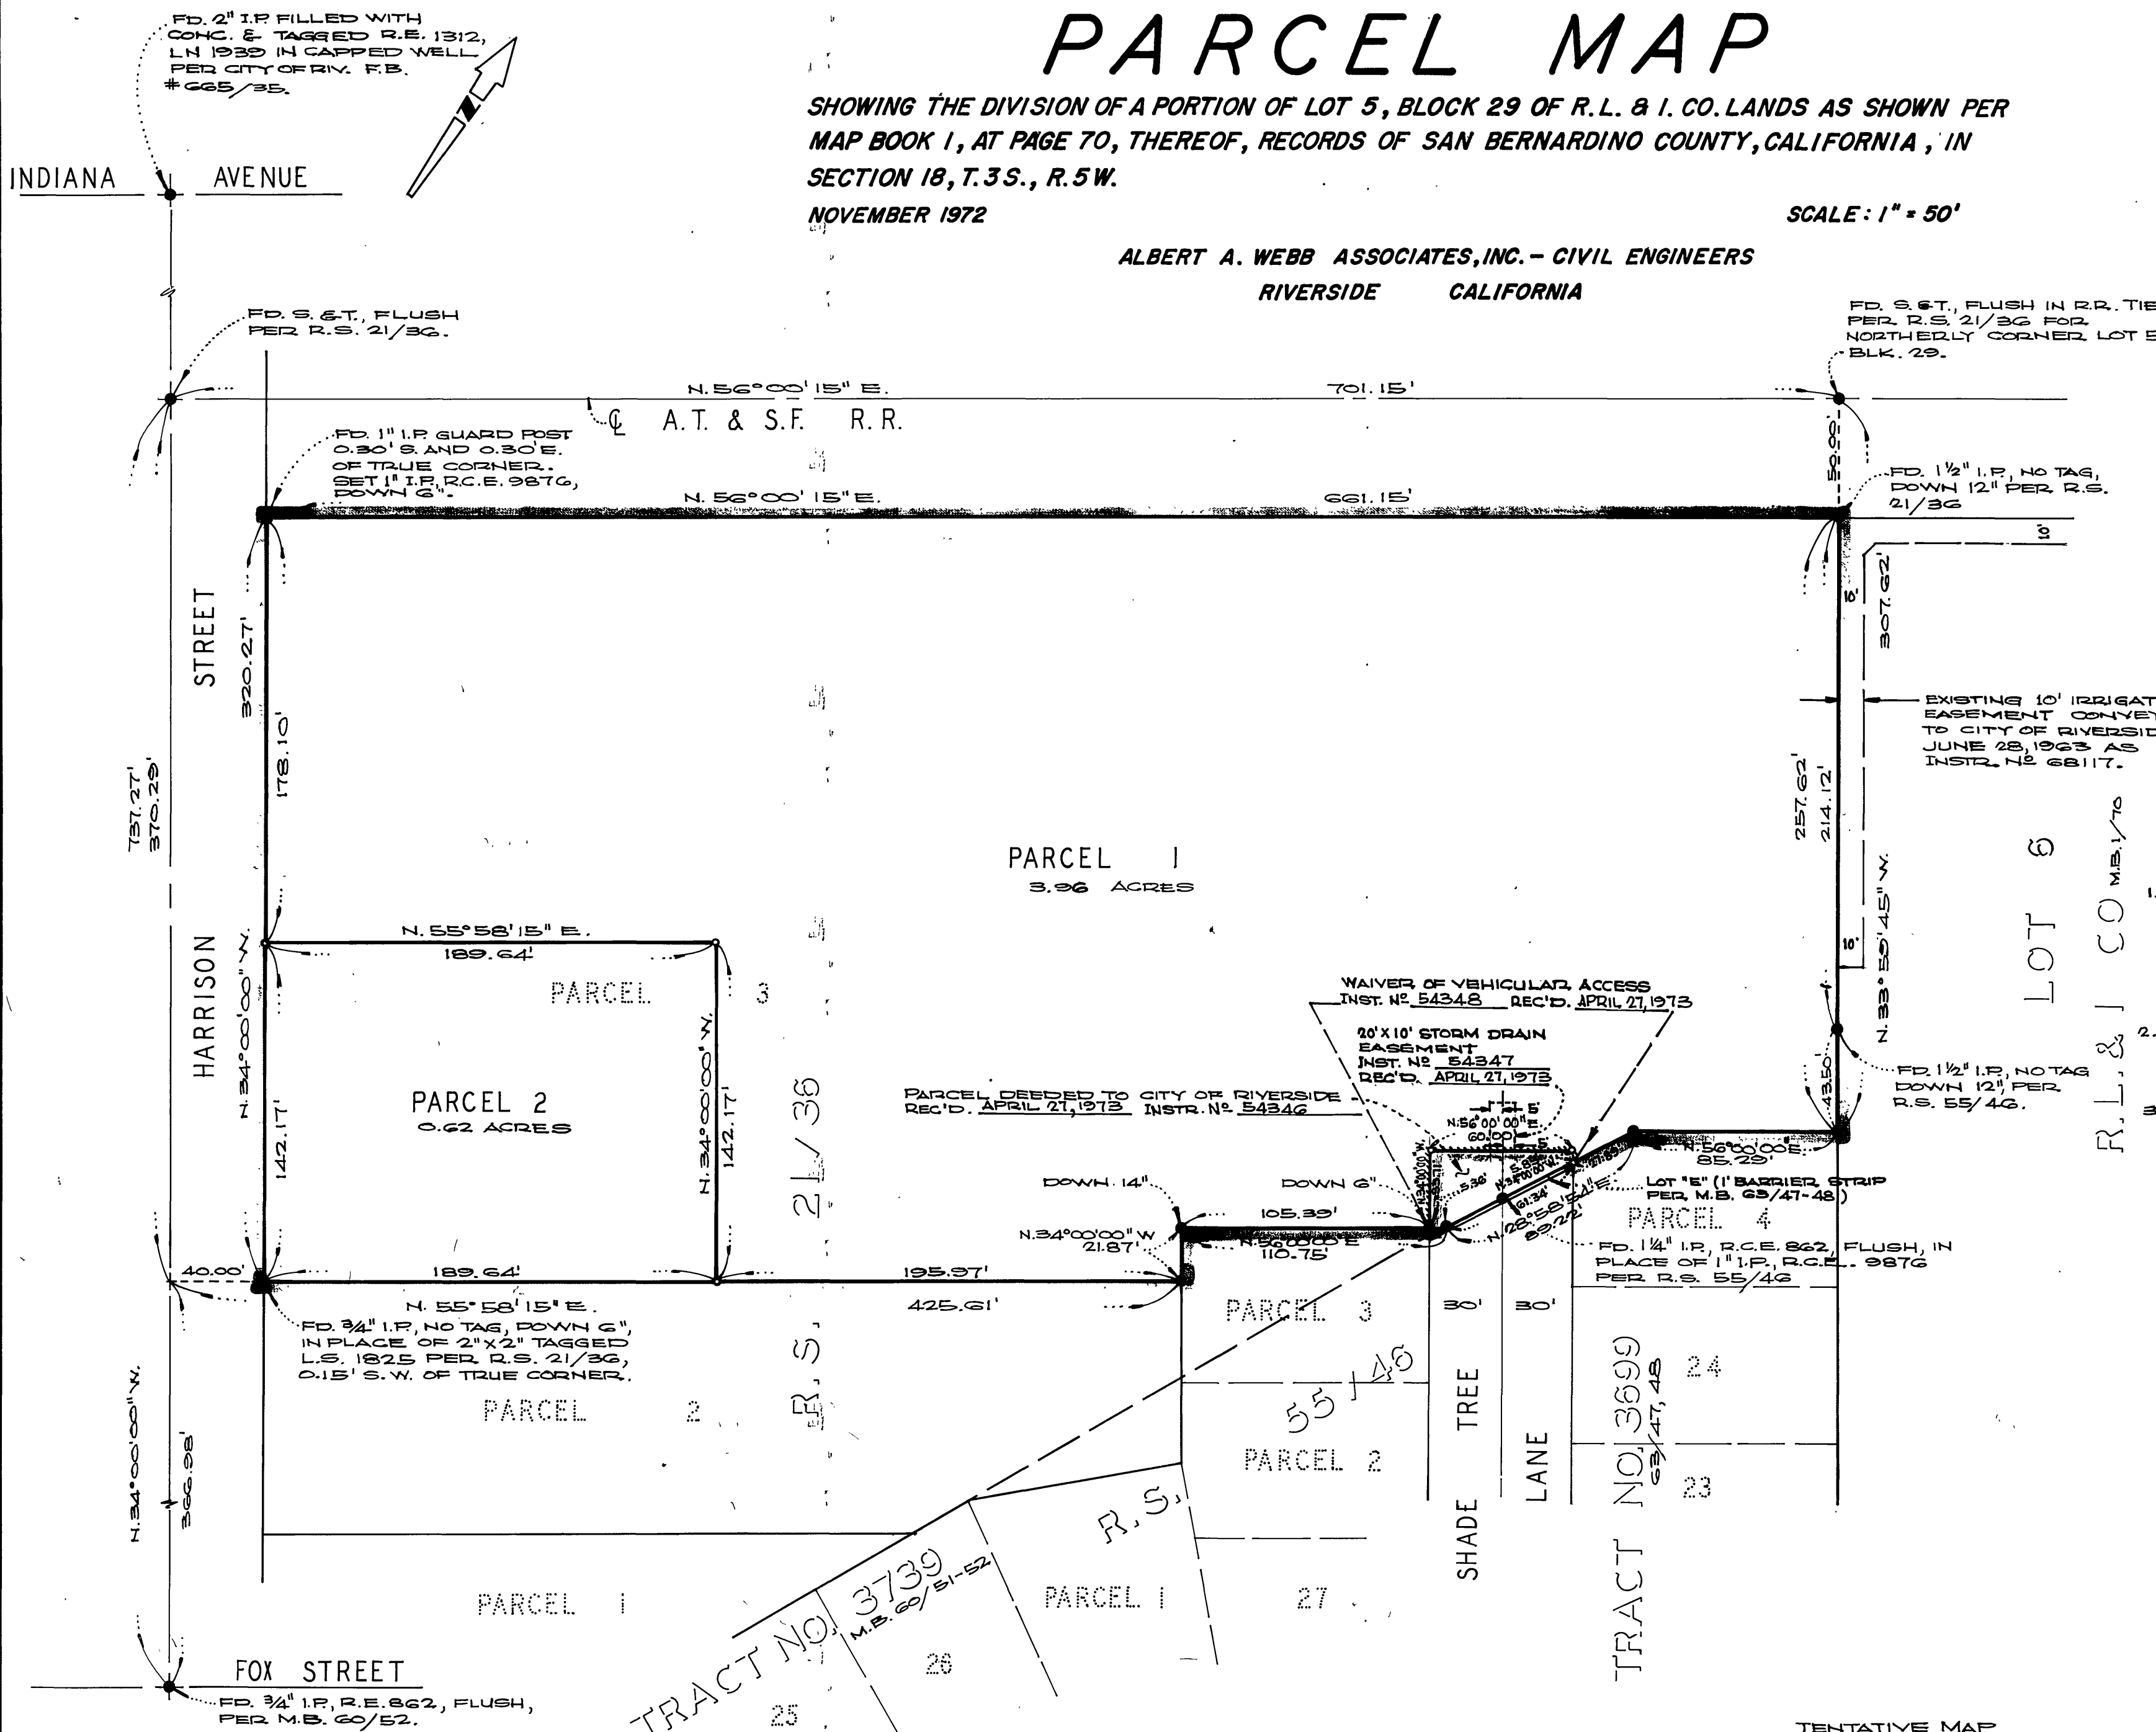 PARCEL MAP
SHOWING THE DIVISION OF A PORTION OF LOT 5, BLOCK 29 OF R.L. & I. CO. LANDS AS SHOWN PER
MAP BOOK 1, AT PAGE 70, THEREOF, RECORDS OF SAN BERNARDINO COUNTY, CALIFORNIA, IN
SECTION 18, T. 3 S., R. 5 W.
NOVEMBER 1972
SCALE: 1" = 50'
ALBERT A. WEBB ASSOCIATES, INC. - CIVIL ENGINEERS
RIVERSIDE CALIFORNIA
FD. 2" I.P. FILLED WITH
CONC. & TAGGED R.E. 1312,
LN 1939 IN CAPPED WELL
PER CITY OF RIV. F.B.
# 665/35.
INDIANA AVENUE
FD. S. & T., FLUSH
PER R.S. 21/36.
FD. S. & T., FLUSH IN R.R. TIE
PER R.S. 21/36 FOR
NORTHERLY CORNER LOT 5
BLK. 29.
N. 56°00'15" E.
701.15'
℄ A.T. & S.F. R.R.
50.00'
FD. 1" I.P. GUARD POST
0.30' S. AND 0.30' E.
OF TRUE CORNER.
SET 1" I.P., R.C.E. 9876,
DOWN 6".
N. 56°00'15" E.
661.15'
FD. 1½" I.P., NO TAG,
DOWN 12" PER R.S.
21/36
10'
10'
307.62'
STREET
320.27'
178.10'
EXISTING 10' IRRIGAT
EASEMENT CONVEY
TO CITY OF RIVERSID
JUNE 28, 1963 AS
INSTR. Nº 68117.
737.27'
370.29'
257.62'
214.12'
PARCEL 1
3.96 ACRES
LOT 6
R.L. & I CO M.B. 1/70
1.
2.
3
N. 33°59'45" W.
10'
HARRISON
N. 34°00'00" W.
N. 55°58'15" E.
189.64'
PARCEL 3
PARCEL 2
0.62 ACRES
142.17'
N. 34°00'00" W.
142.17'
R.S. 21/36
WAIVER OF VEHICULAR ACCESS
INST. Nº 54348 REC'D. APRIL 27, 1973
20' X 10' STORM DRAIN
EASEMENT
INST. Nº 54347
REC'D. APRIL 27, 1973
PARCEL DEEDED TO CITY OF RIVERSIDE
REC'D. APRIL 27, 1973 INSTR. Nº 54346
5'
N. 56°00'00" E
60.00'
5'
5.36'
61.34'
N. 28°58'54" E.
89.22'
43.50'
FD. 1½" I.P., NO TAG
DOWN 12", PER
R.S. 55/46.
N. 56°00'00" E.
85.29'
LOT "E" (1' BARRIER STRIP
PER M.B. 63/47-48)
PARCEL 4
FD. 1¼" I.P., R.C.E. 862, FLUSH, IN
PLACE OF 1" I.P., R.C.E. 9876
PER R.S. 55/46
DOWN 14"
DOWN 6"
105.39'
N. 34°00'00" W
21.87'
N. 56°00'00" E
110.75'
40.00'
189.64'
195.97'
N. 55°58'15" E.
425.61'
FD. ¾" I.P., NO TAG, DOWN 6",
IN PLACE OF 2" X 2" TAGGED
L.S. 1825 PER R.S. 21/36,
0.15' S.W. OF TRUE CORNER.
PARCEL 3
30' 30'
PARCEL 2
R.S. 55/46
PARCEL 2
SHADE TREE
LANE
TRACT NO. 3699
63/47, 48
24
23
N. 34°00'00" W.
366.98'
PARCEL 1
TRACT NO. 3739
M.B. 60/51-52
PARCEL 1
27
26
25
FOX STREET
FD. ¾" I.P., R.E. 862, FLUSH,
PER M.B. 60/52.
TENTATIVE MAP